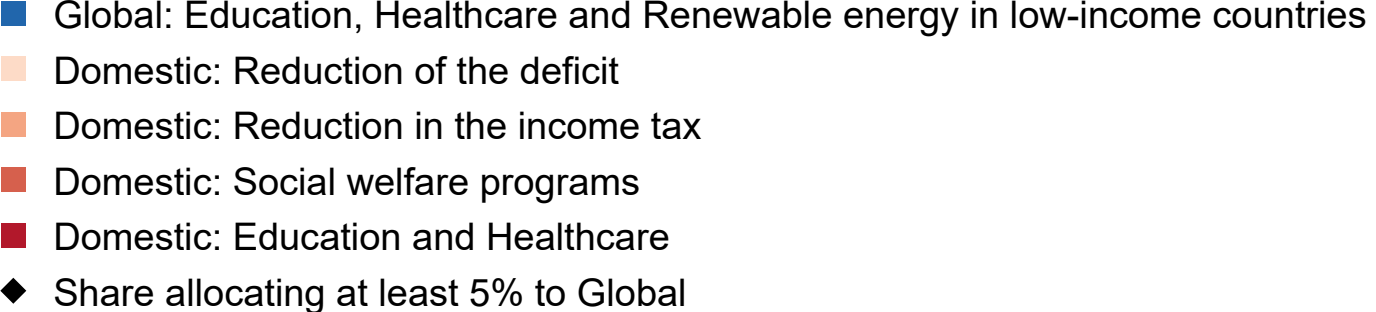 Global: Education, Healthcare and Renewable energy in low-income countries
Domestic: Reduction of the deficit
Domestic: Reduction in the income tax
Domestic: Social welfare programs
Domestic: Education and Healthcare
Share allocating at least 5% to Global